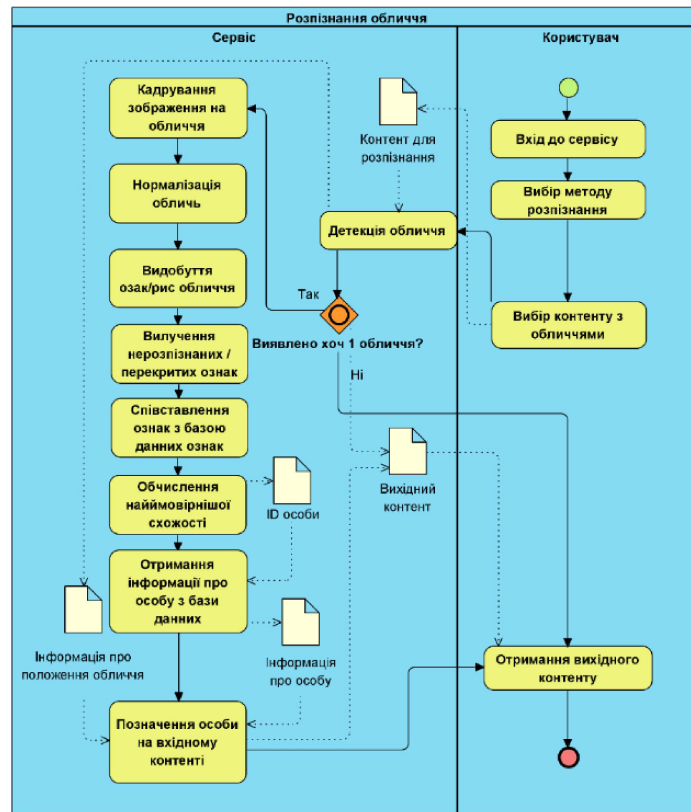 Розпізнання обличчя
Сервіс
Користувач
Кадрування
зображення на
обличчя
Контент для
розпізнання
Вхід до сервісу
Нормалізація
облич
Вибір методу
розпізнання
Детекція обличчя
Видобуття
озак/рис обличчя
Так
Вибір контенту з
обличчями
Виявлено хоч 1 обличчя?
Вилучення
нерозпізнаних /
перекритих ознак
Ні
Співставлення
ознак з базою
данних ознак
Вихідний
контент
Обчислення
найймовірнішої
схожості
ID особи
Отримання
інформації про
особу з бази
данних
Інформація про
положення обличчя
Інформація
про особу
Отримання вихідного
контенту
Позначення особи
на вхідному
контенті